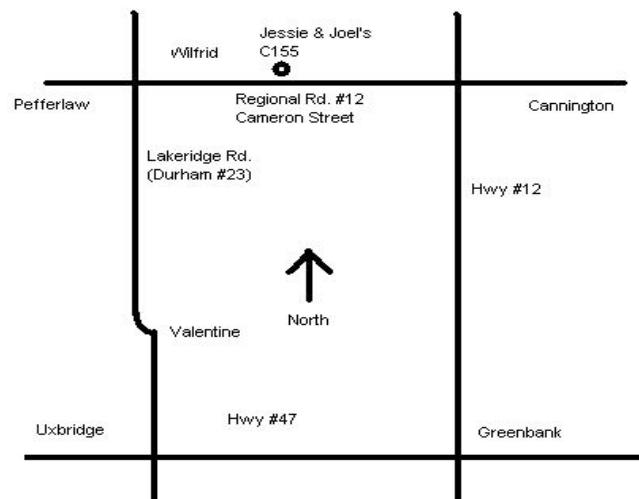 Jessie & Joel's
C155
Wilfrid
Pefferlaw
Regional Rd. #12
Cameron Street
Cannington
Lakeridge Rd.
(Durham #23)
Hwy #12
North
Valentine
Hwy #47
Uxbridge
Greenbank